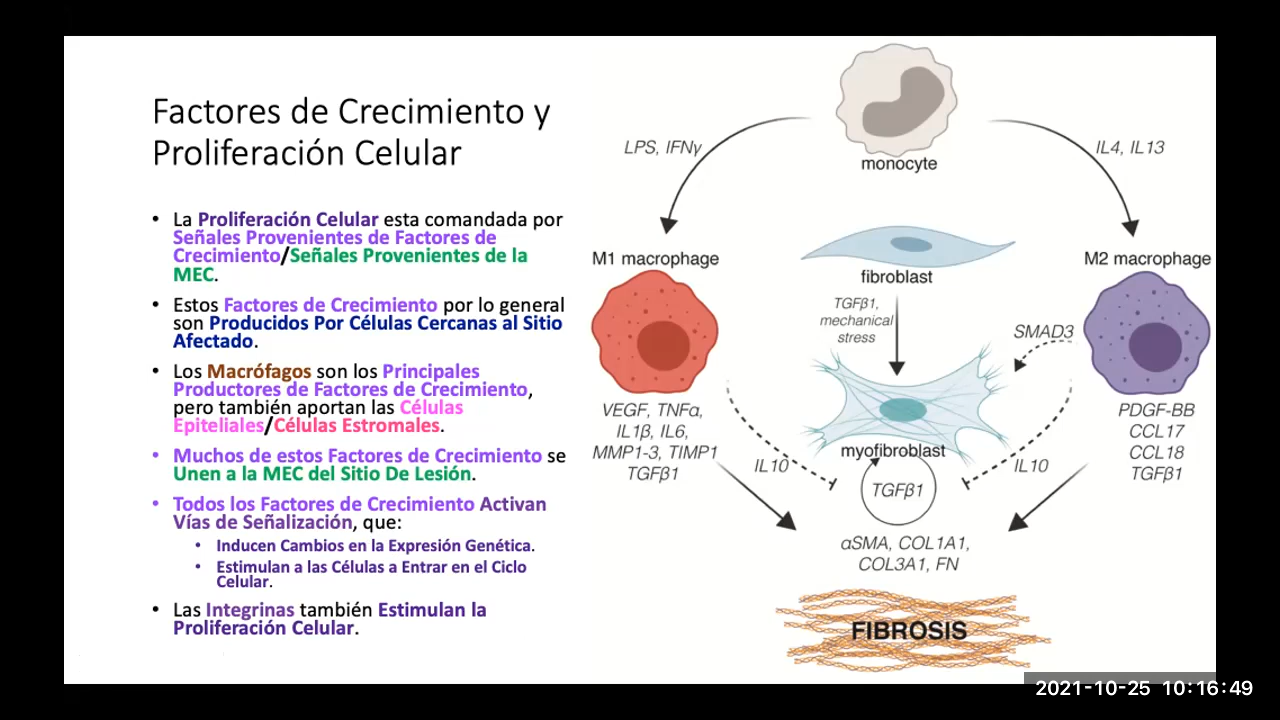 Factores de Crecimiento y
Proliferación Celular
• La Proliferación Celular esta comandada por
Señales Provenientes de Factores de
Crecimiento/Señales Provenientes de la
MEC.
• Estos Factores de Crecimiento por lo general
son Producidos Por Células Cercanas al Sitio
Afectado.
• Los Macrófagos son los Principales
Productores de Factores de Crecimiento,
pero también aportan las Células
Epiteliales/Células Estromales.
• Muchos de estos Factores de Crecimiento se
Unen a la MEC del Sitio De Lesión.
• Todos los Factores de Crecimiento Activan
Vías de Señalización, que:
• Inducen Cambios en la Expresión Genética.
• Estimulan a las Células a Entrar en el Ciclo
Celular.
• Las Integrinas también Estimulan la
Proliferación Celular.
monocyte
LPS, IFNγ
IL4, IL13
M1 macrophage
fibroblast
M2 macrophage
TGFβ1,
mechanical
stress
SMAD3
VEGF, TNFα,
IL1β, IL6,
MMP1-3, TIMP1
TGFβ1
myofibroblast
TGFβ1
PDGF-BB
CCL17
CCL18
TGFβ1
IL10
IL10
αSMA, COL1A1,
COL3A1, FN
FIBROSIS
2021-10-25 10:16:49